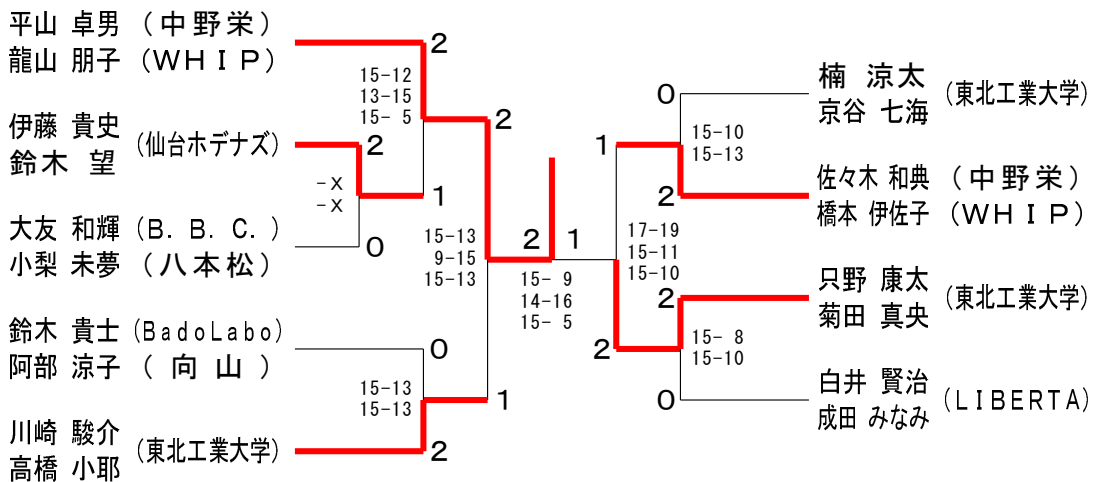 平山 卓男 (中野栄)
龍山 朋子 (WHIP)
2
15-12
13-15
15- 5
伊藤 貴史
鈴木 望
(仙台ホデナズ)
2
2
-X
-X
1
大友 和輝 (B.B.C.)
小梨 未夢 (八本松)
0
15-13
9-15
15-13
鈴木 貴士 (BadoLabo)
阿部 涼子 (向山)
0
15-13
15-13
1
川崎 駿介
高橋 小耶
(東北工業大学)
2
2
1
15- 9
14-16
15- 5
楠 涼太
京谷 七海
(東北工業大学)
0
15-10
15-13
1
佐々木 和典 (中野栄)
橋本 伊佐子 (WHIP)
2
17-19
15-11
15-10
只野 康太
菊田 真央
(東北工業大学)
2
15- 8
15-10
2
白井 賢治
成田 みなみ
(LIBERTA)
0